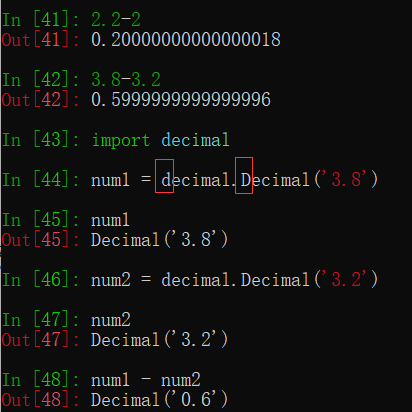 In [41]: 2.2-2
Out[41]: 0.20000000000000018
In [42]: 3.8-3.2
Out[42]: 0.5999999999999996
In [43]: import decimal
In [44]: num1 = decimal.Decimal('3.8')
In [45]: num1
Out[45]: Decimal('3.8')
In [46]: num2 = decimal.Decimal('3.2')
In [47]: num2
Out[47]: Decimal('3.2')
In [48]: num1 - num2
Out[48]: Decimal('0.6')